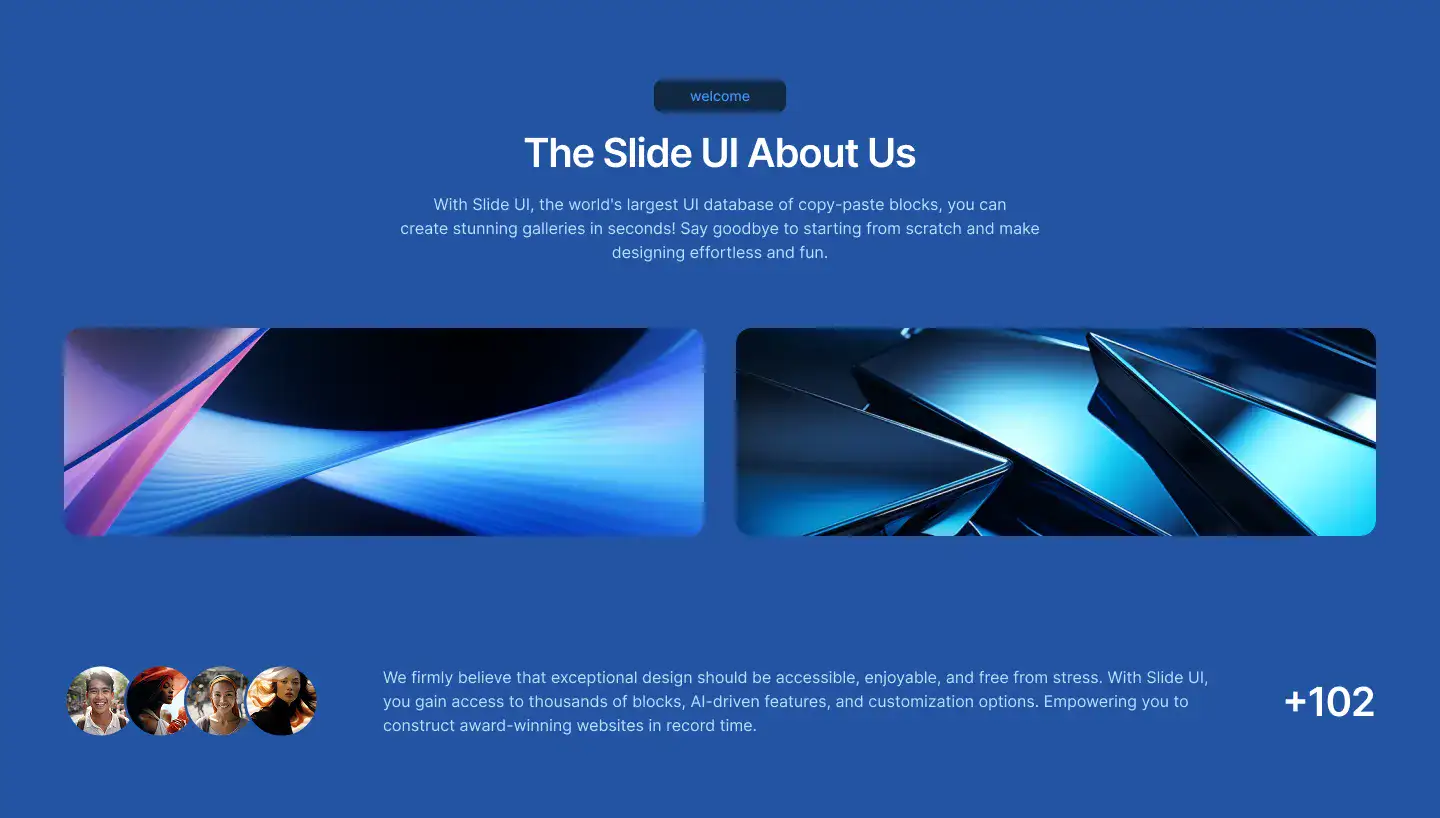 welcome
The Slide UI About Us
With Slide UI, the world's largest UI database of copy-paste blocks, you can
create stunning galleries in seconds! Say goodbye to starting from scratch and make
designing effortless and fun.
We firmly believe that exceptional design should be accessible, enjoyable, and free from stress. With Slide UI,
you gain access to thousands of blocks, AI-driven features, and customization options. Empowering you to
construct award-winning websites in record time.
+102